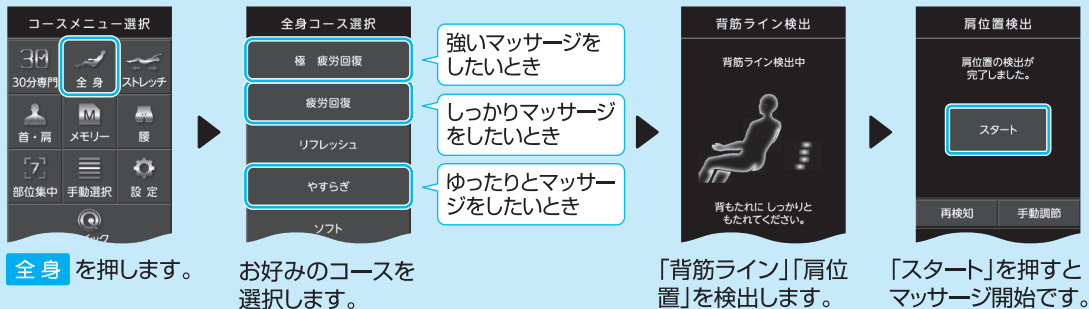 コースメニュー選択
30分専門
全 身
ストレッチ
首・肩
メモリー
腰
部位集中
手動選択
設 定
全 身 を押します。
全身コース選択
極 疲労回復
疲労回復
リフレッシュ
やすらぎ
ソフト
強いマッサージを
したいとき
しっかりマッサージ
をしたいとき
ゆったりとマッサー
ジをしたいとき
お好みのコースを
選択します。
背筋ライン検出
背筋ライン検出中
背もたれに しっかりと
もたれてください。
「背筋ライン」「肩位
置」を検出します。
肩位置検出
肩位置の検出が
完了しました。
スタート
再検知
手動調節
「スタート」を押すと
マッサージ開始です。